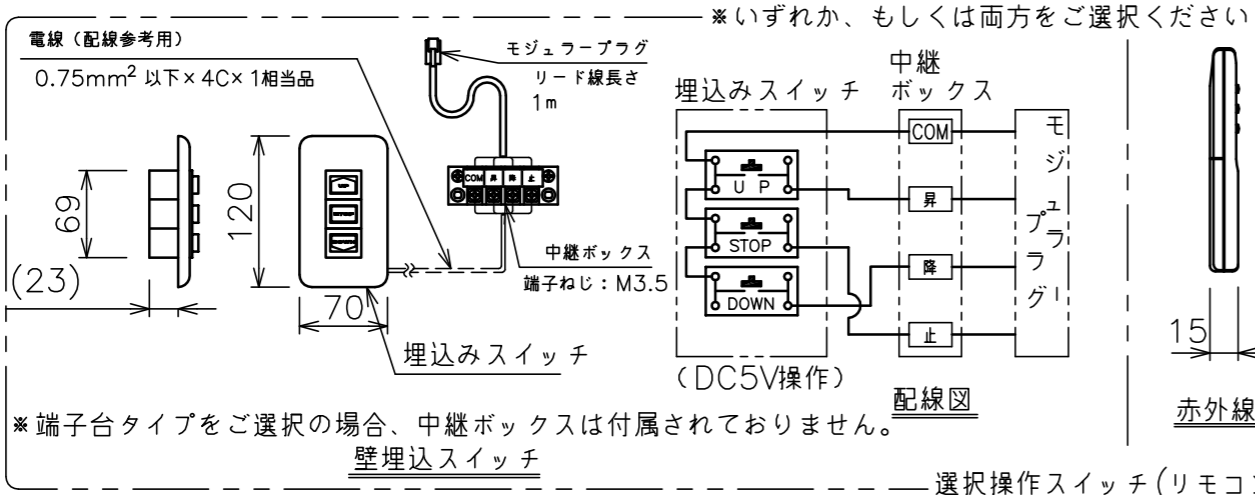 ※いずれか、もしくは両方をご選択ください
電線（配線参考用）
0.75mm² 以下×4C×1相当品
モジュラープラグ
リード線長さ
1m
69
(23)
120
70
埋込みスイッチ
COM 昇 降 止
中継ボックス
端子ねじ：M3.5
埋込みスイッチ
中継
ボックス
UP
STOP
DOWN
(DC5V操作)
COM
昇
降
止
モジュラー
プラグ
配線図
15
赤外線
※端子台タイプをご選択の場合、中継ボックスは付属されておりません。
壁埋込スイッチ
選択操作スイッチ(リモコ